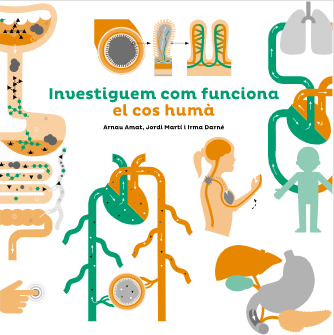 Investiguem com funciona
el cos humà
Arnau Amat, Jordi Martí i Irma Darné